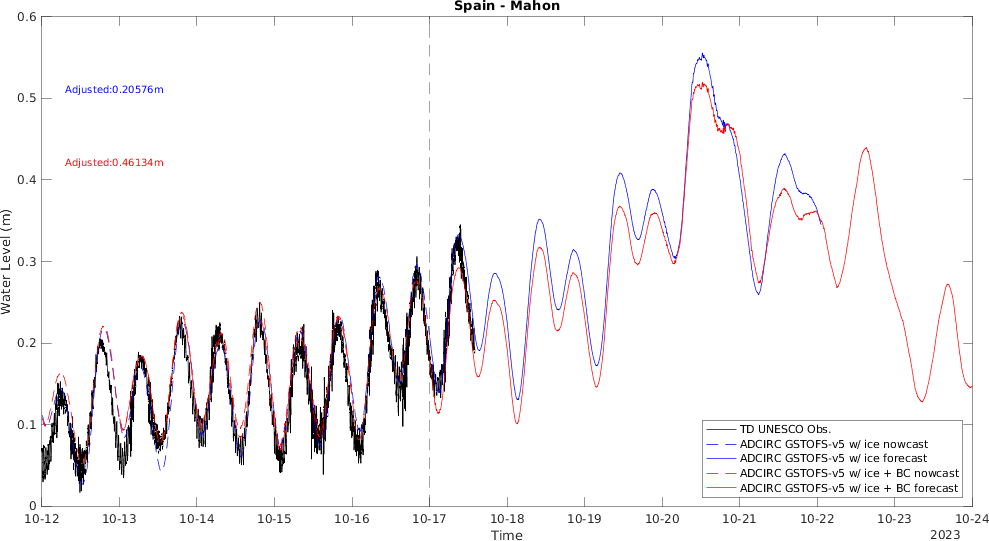 Spain - Mahon
0.6
0.5
0.4
0.3
0.2
0.1
0
Water Level (m)
Adjusted:0.20576m
Adjusted:0.46134m
TD UNESCO Obs.
ADCIRC GSTOFS-v5 w/ ice nowcast
ADCIRC GSTOFS-v5 w/ ice forecast
ADCIRC GSTOFS-v5 w/ ice + BC nowcast
ADCIRC GSTOFS-v5 w/ ice + BC forecast
10-12 10-13 10-14 10-15 10-16 10-17 10-18 10-19 10-20 10-21 10-22 10-23 10-24
Time
2023